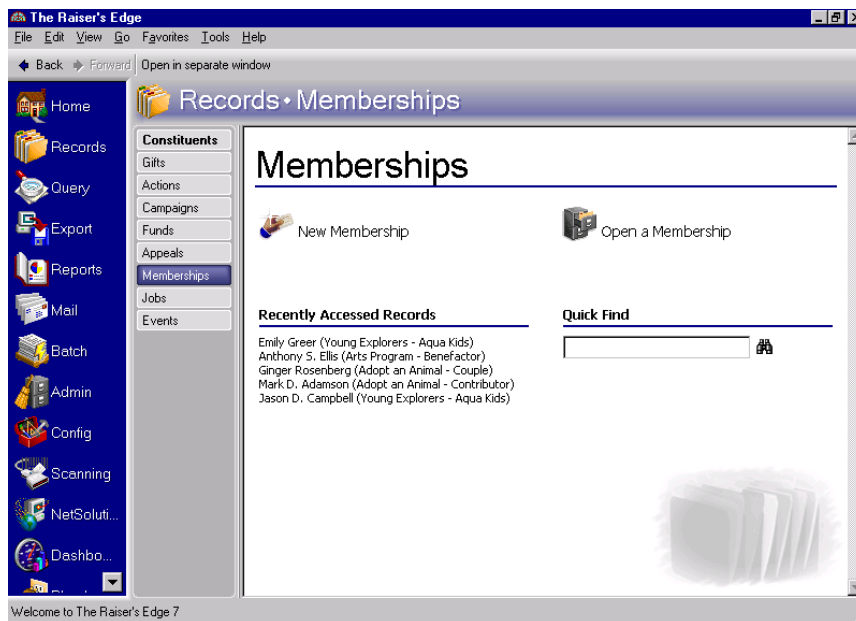 The Raiser's Edge
File Edit View Go Favorites Tools Help
Back Forward Open in separate window
Records • Memberships
Home
Records
Query
Export
Reports
Mail
Batch
Admin
Config
Scanning
NetSoluti...
Dashbo...
Constituents
Gifts
Actions
Campaigns
Funds
Appeals
Memberships
Jobs
Events
Memberships
New Membership
Open a Membership
Recently Accessed Records
Emily Greer (Young Explorers - Aqua Kids)
Anthony S. Ellis (Arts Program - Benefactor)
Ginger Rosenberg (Adopt an Animal - Couple)
Mark D. Adamson (Adopt an Animal - Contributor)
Jason D. Campbell (Young Explorers - Aqua Kids)
Quick Find
Welcome to The Raiser's Edge 7